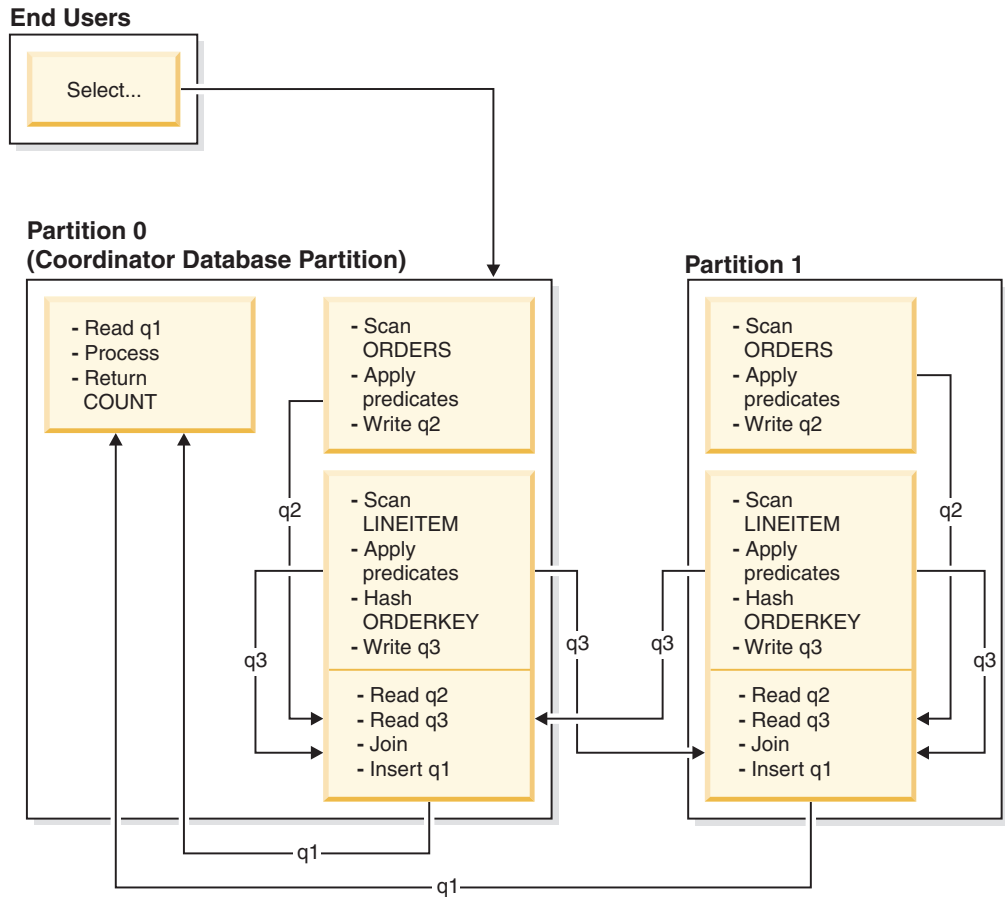 End Users
Select...
Partition 0
(Coordinator Database Partition)
- Read q1
- Process
- Return
COUNT
- Scan
ORDERS
- Apply
predicates
- Write q2
q2
- Scan
LINEITEM
- Apply
predicates
- Hash
ORDERKEY
- Write q3
q3
- Read q2
- Read q3
- Join
- Insert q1
q3
q3
Partition 1
- Scan
ORDERS
- Apply
predicates
- Write q2
q2
- Scan
LINEITEM
- Apply
predicates
- Hash
ORDERKEY
- Write q3
q3
- Read q2
- Read q3
- Join
- Insert q1
q1
q1